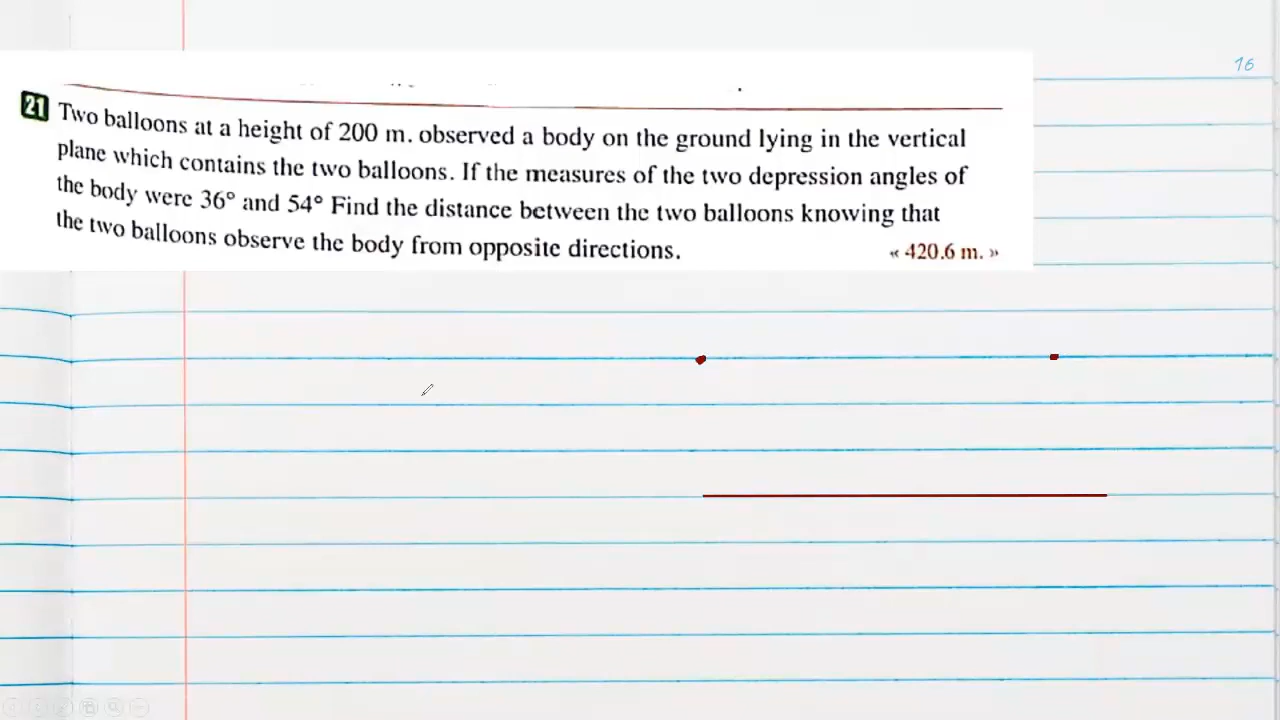 16
21 Two balloons at a height of 200 m. observed a body on the ground lying in the vertical
plane which contains the two balloons. If the measures of the two depression angles of
the body were 36° and 54° Find the distance between the two balloons knowing that
the two balloons observe the body from opposite directions. « 420.6 m. »